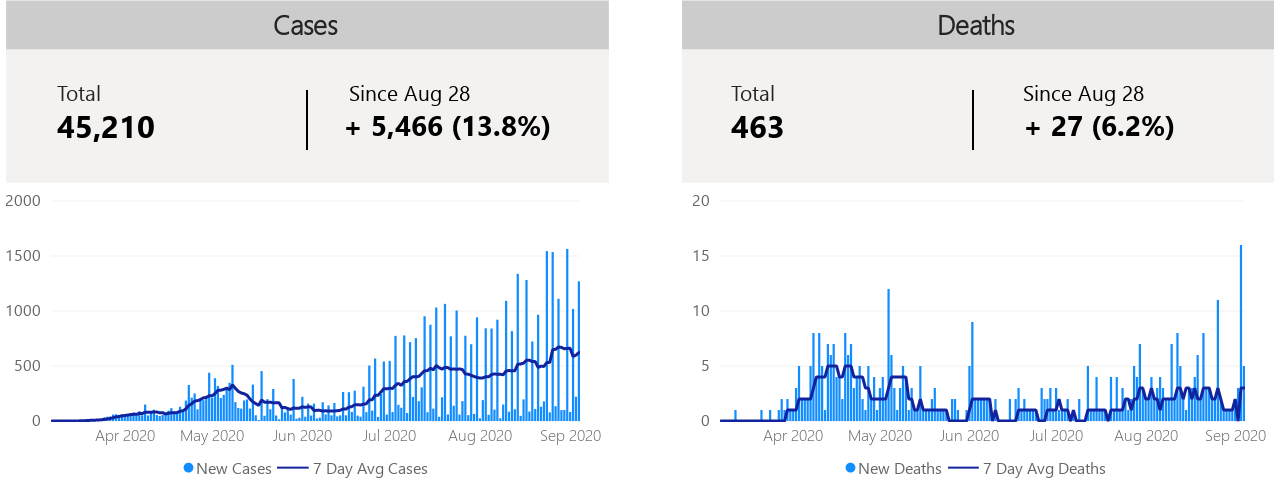 Cases
Total
Since Aug 28
45,210
+ 5,466 (13.8%)
2000
1500
1000
500
0
Apr 2020 May 2020 Jun 2020 Jul 2020 Aug 2020 Sep 2020
New Cases 7 Day Avg Cases
Deaths
Total
Since Aug 28
463
+ 27 (6.2%)
20
15
10
5
0
Apr 2020 May 2020 Jun 2020 Jul 2020 Aug 2020 Sep 2020
New Deaths 7 Day Avg Deaths